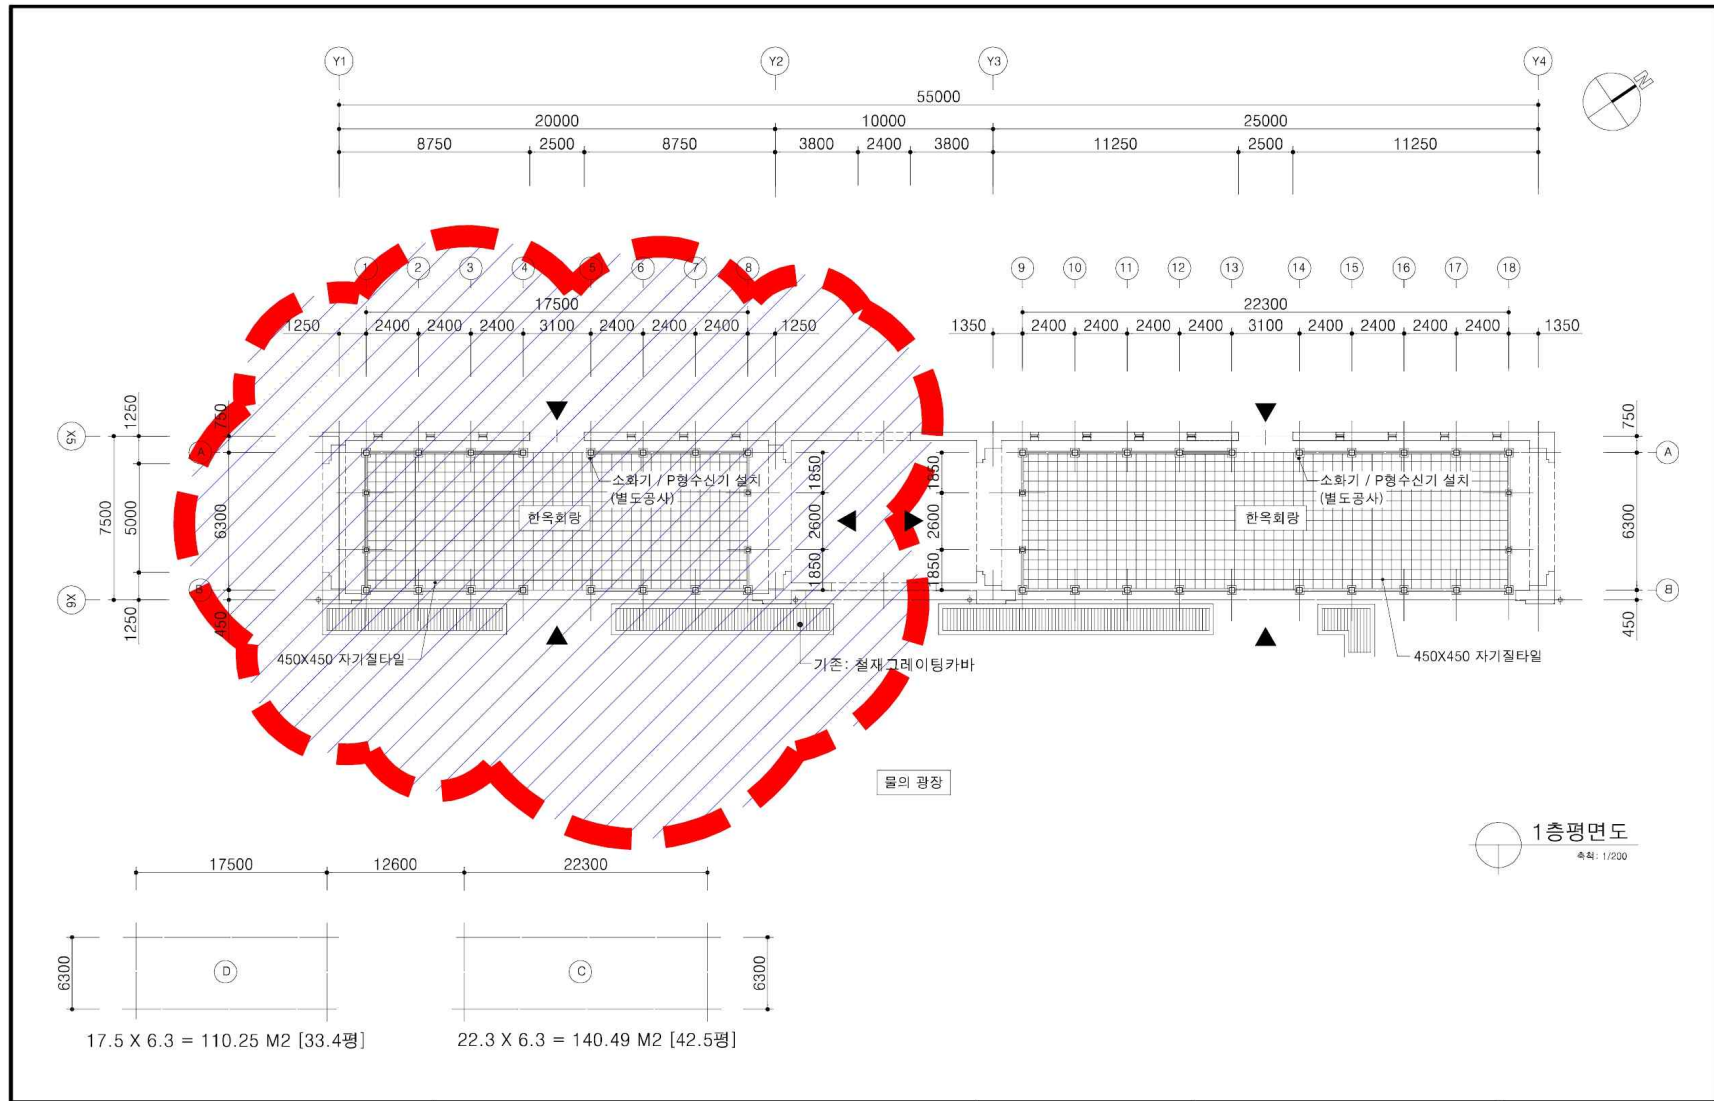 Y1 Y2 Y3 Y4
N
55000
20000 10000 25000
8750 2500 8750 3800 2400 3800 11250 2500 11250
1 2 3 4 5 6 7 8 9 10 11 12 13 14 15 16 17 18
17500 22300
1250 2400 2400 2400 3100 2400 2400 2400 1250 1350 2400 2400 2400 2400 3100 2400 2400 2400 2400 1350
X5 A A
1250 750 750
7500 5000 6300 1850 2600 1850 1850 2600 1850 6300
소화기 / P형수신기 설치
(별도공사)
소화기 / P형수신기 설치
(별도공사)
한옥회랑 한옥회랑
X6 B B
1250 450 450
450X450 자기질타일
기존: 철재그레이팅카바
450X450 자기질타일
물의 광장
1층평면도
축척: 1/200
17500 12600 22300
6300 D C 6300
17.5 X 6.3 = 110.25 M2 [33.4평]
22.3 X 6.3 = 140.49 M2 [42.5평]